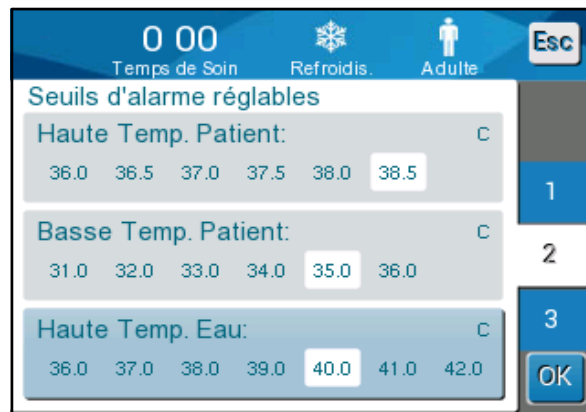 0 00
Temps de Soin Refroidis. Adulte Esc
Seuils d'alarme réglables
Haute Temp. Patient: C
36.0 36.5 37.0 37.5 38.0 38.5
1
Basse Temp. Patient: C
31.0 32.0 33.0 34.0 35.0 36.0
2
Haute Temp. Eau: C
36.0 37.0 38.0 39.0 40.0 41.0 42.0
3
OK